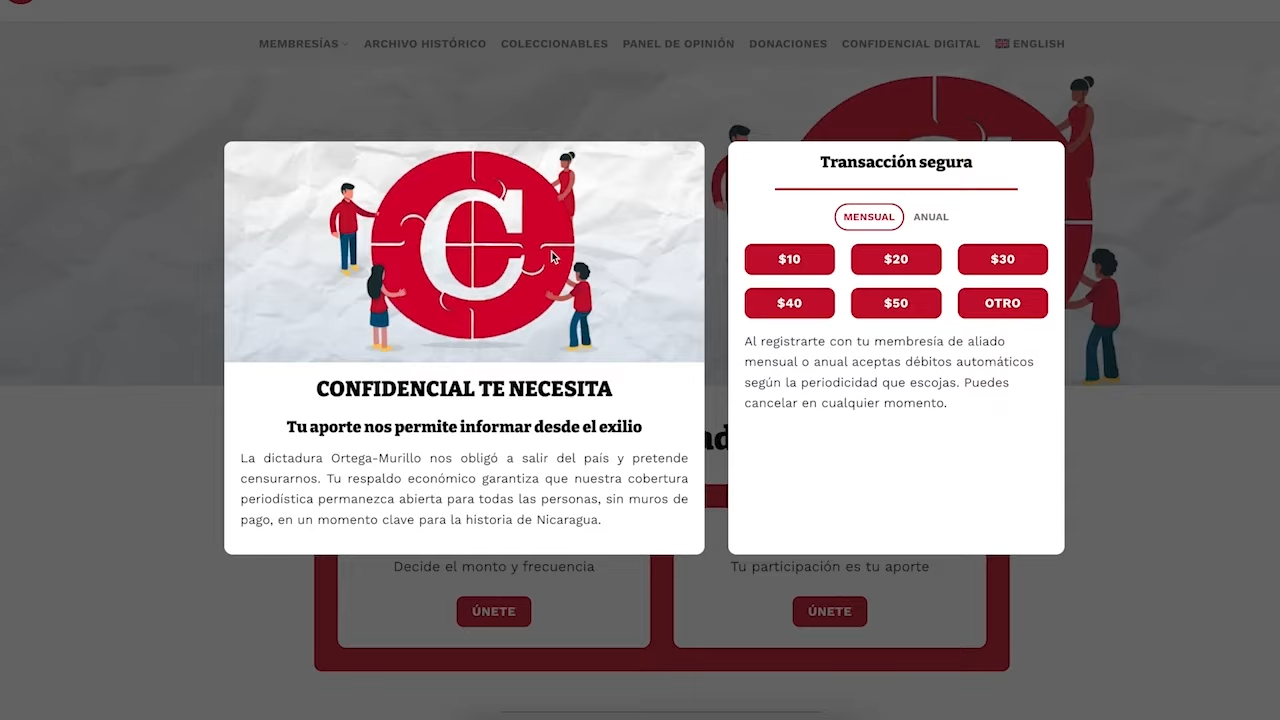 MEMBRESÍAS ARCHIVO HISTÓRICO COLECCIONABLES PANEL DE OPINIÓN DONACIONES CONFIDENCIAL DIGITAL ENGLISH
C
CONFIDENCIAL TE NECESITA
Tu aporte nos permite informar desde el exilio
La dictadura Ortega-Murillo nos obligó a salir del país y pretende
censurarnos. Tu respaldo económico garantiza que nuestra cobertura
periodística permanezca abierta para todas las personas, sin muros de
pago, en un momento clave para la historia de Nicaragua.
Transacción segura
MENSUAL ANUAL
$10 $20 $30
$40 $50 OTRO
Al registrarte con tu membresía de aliado
mensual o anual aceptas débitos automáticos
según la periodicidad que escojas. Puedes
cancelar en cualquier momento.
Decide el monto y frecuencia
ÚNETE
Tu participación es tu aporte
ÚNETE